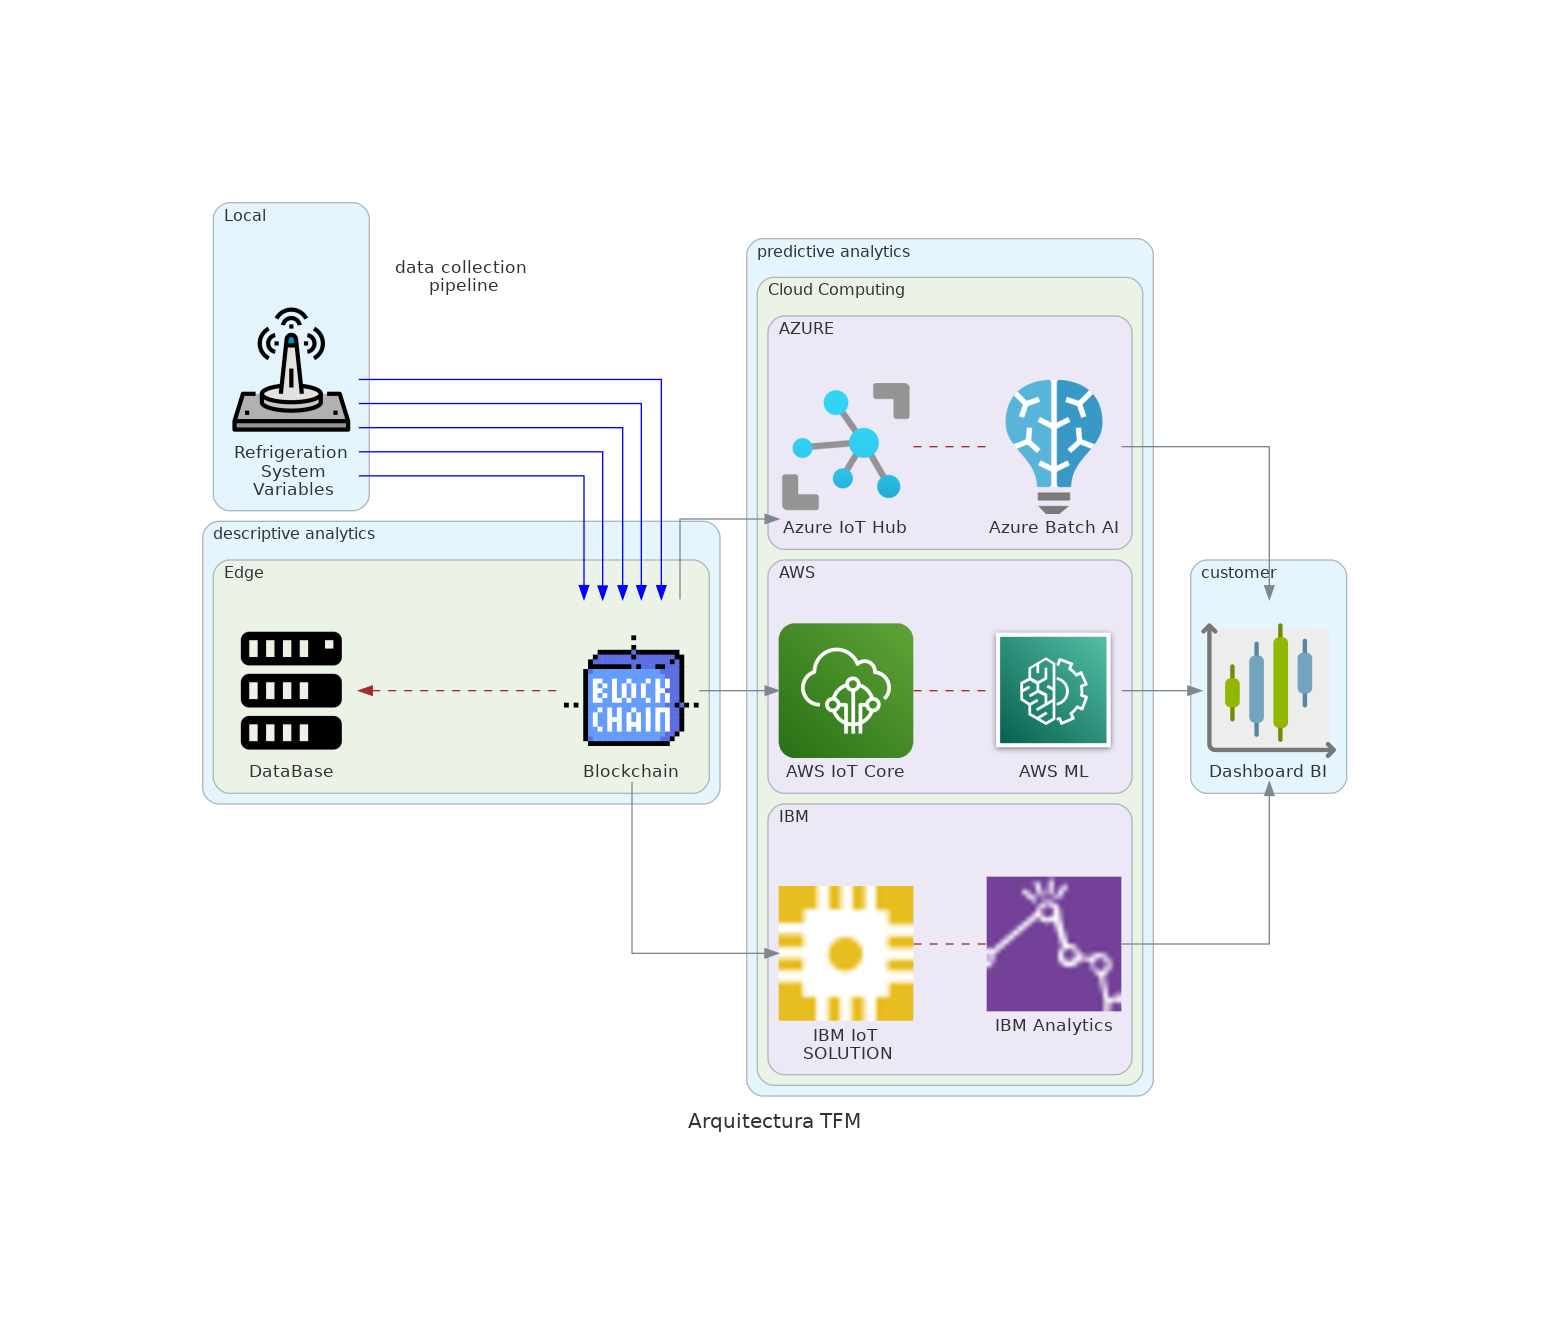 Local
data collection
pipeline
Refrigeration
System
Variables
descriptive analytics
Edge
DataBase
BLOCK
CHAIN
Blockchain
predictive analytics
Cloud Computing
AZURE
Azure IoT Hub
Azure Batch AI
AWS
AWS IoT Core
AWS ML
IBM
IBM IoT
SOLUTION
IBM Analytics
customer
Dashboard BI
Arquitectura TFM